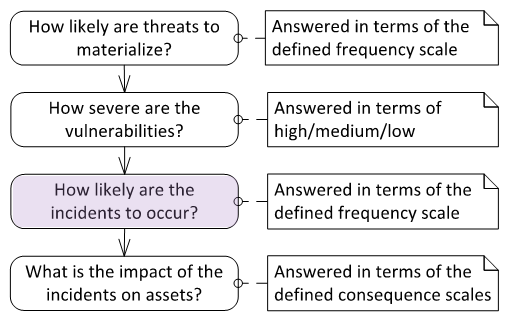 How likely are threats to
materialize?
Answered in terms of the
defined frequency scale
How severe are the
vulnerabilities?
Answered in terms of
high/medium/low
How likely are the
incidents to occur?
Answered in terms of the
defined frequency scale
What is the impact of the
incidents on assets?
Answered in terms of the
defined consequence scales